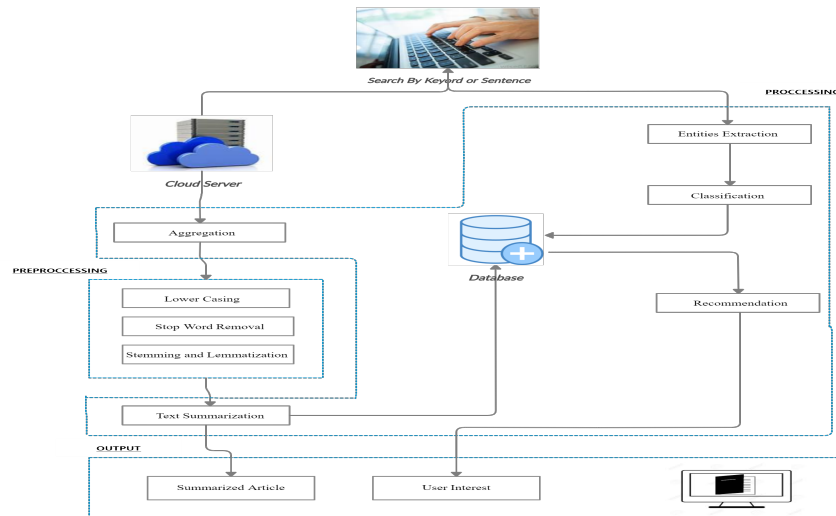 Search By Keyord or Sentence
PROCCESSING
Entities Extraction
Cloud Server
Classification
Aggregation
PREPROCCESSING
Database
Lower Casing
Recommendation
Stop Word Removal
Stemming and Lemmatization
Text Summarization
OUTPUT
Summarized Article
User Interest